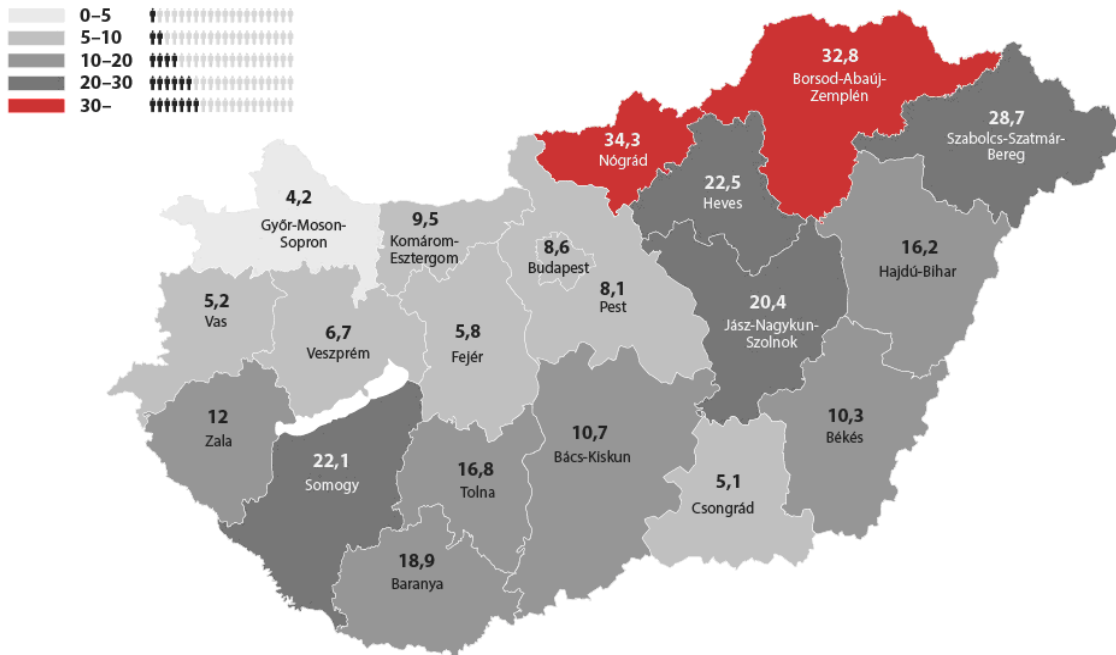 0–5
5–10
10–20
20–30
30–
32,8
Borsod-Abaúj-
Zemplén
28,7
Szabolcs-Szatmár-
Bereg
34,3
Nógrád
22,5
Heves
4,2
Győr-Moson-
Sopron
9,5
Komárom-
Esztergom
8,6
Budapest
8,1
Pest
16,2
Hajdú-Bihar
5,2
Vas
6,7
Veszprém
5,8
Fejér
20,4
Jász-Nagykun-
Szolnok
12
Zala
22,1
Somogy
16,8
Tolna
10,7
Bács-Kiskun
10,3
Békés
5,1
Csongrád
18,9
Baranya